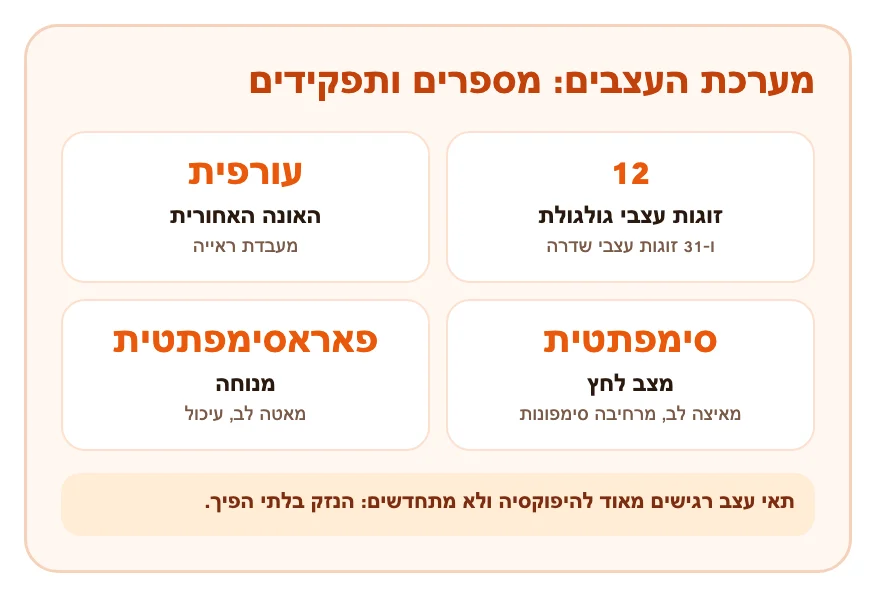 מערכת העצבים: מספרים ותפקידים
12
זוגות עצבי גולגולת
ו-31 זוגות עצבי שדרה
עורפית
האונה האחורית
מעבדת ראייה
סימפתטית
מצב לחץ
מאיצה לב, מרחיבה סימפונות
פאראסימפתטית
מנוחה
מאטה לב, עיכול
תאי עצב רגישים מאוד להיפוקסיה ולא מתחדשים: הנזק בלתי הפיך.